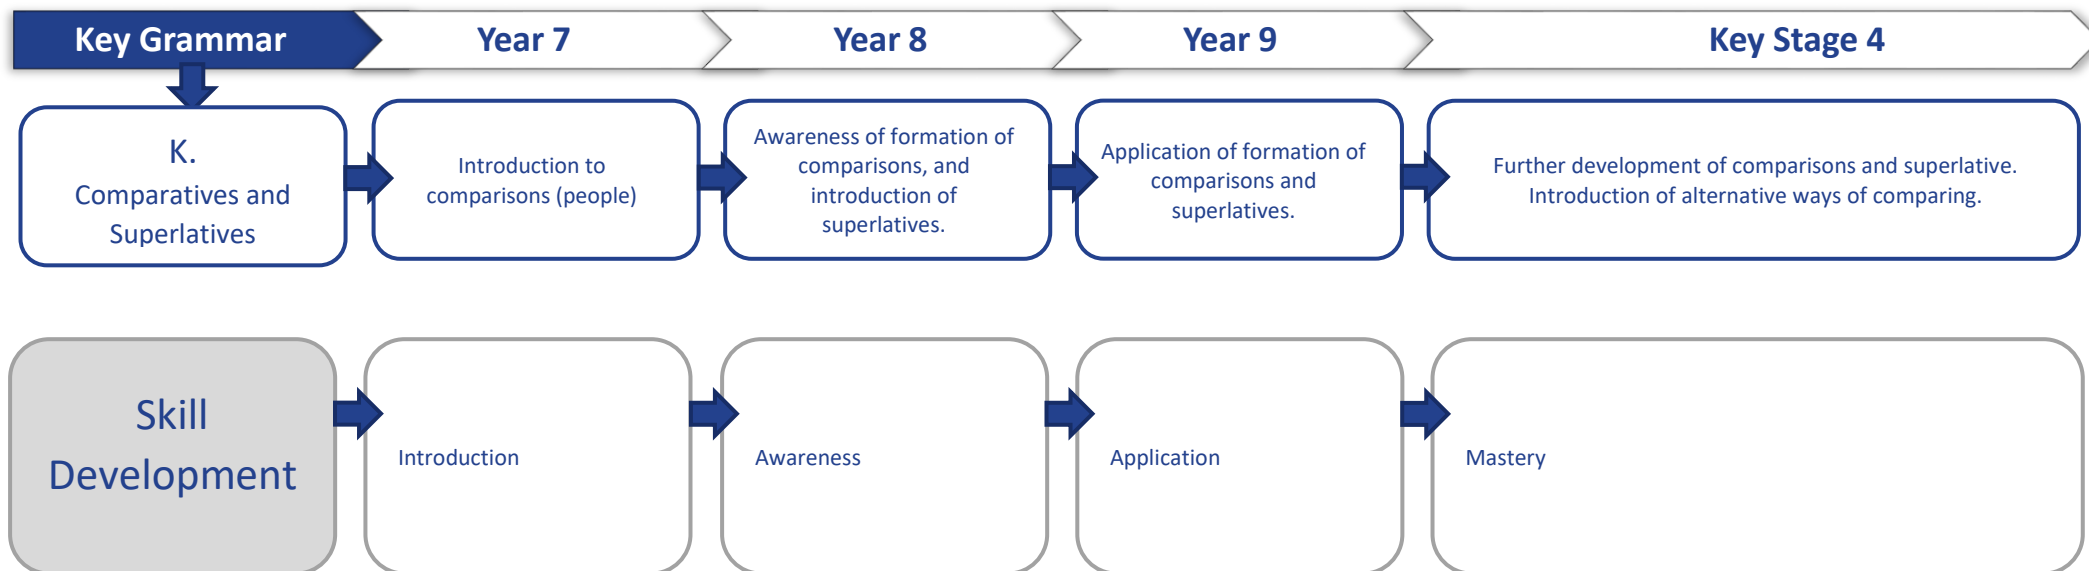 Key Grammar
Year 7
Year 8
Year 9
Key Stage 4
K.
Comparatives and
Superlatives
Introduction to
comparisons (people)
Awareness of formation of
comparisons, and
introduction of
superlatives.
Application of formation of
comparisons and
superlatives.
Further development of comparisons and superlative.
Introduction of alternative ways of comparing.
Skill
Development
Introduction
Awareness
Application
Mastery